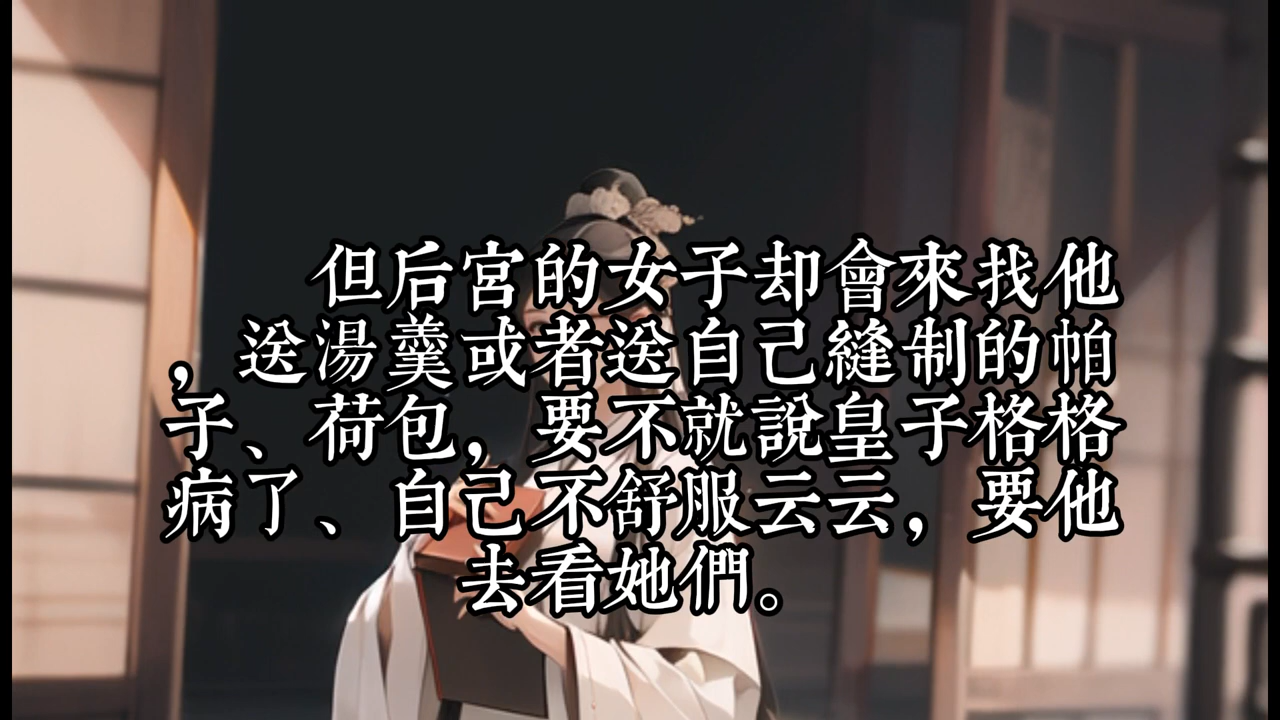 但后宮的女子却會來找他
，送湯羹或者送自己縫制的帕
子、荷包，要不就說皇子格格
病了、自己不舒服云云，要他
去看她們。